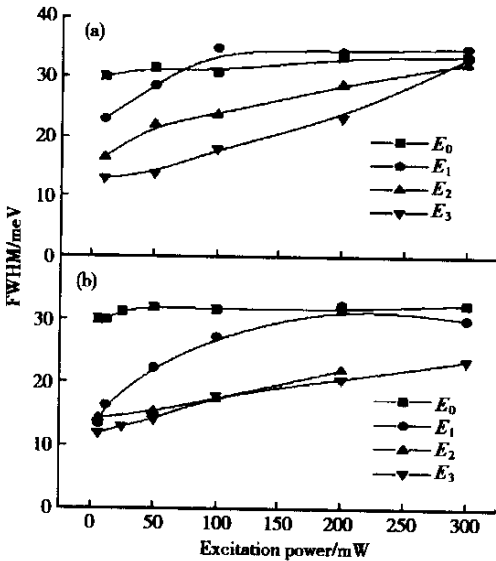 (a)
40
30
20
10
0
E₀
E₁
E₂
E₃
FWHM/meV
(b)
30
20
10
0
E₀
E₁
E₂
E₃
0 50 100 150 200 250 300
Excitation power/mW